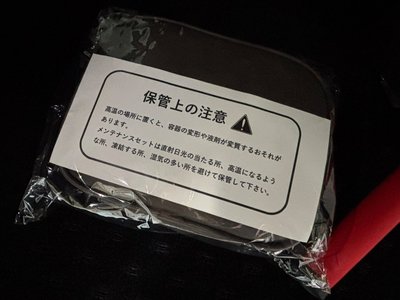 保管上の注意
高温の場所に置くと、容器の変形や液剤が変質するおそれが
あります。
メンテナンスセットは直射日光の当たる所、高温になるよう
な所、凍結する所、湿気の多い所を避けて保管して下さい。